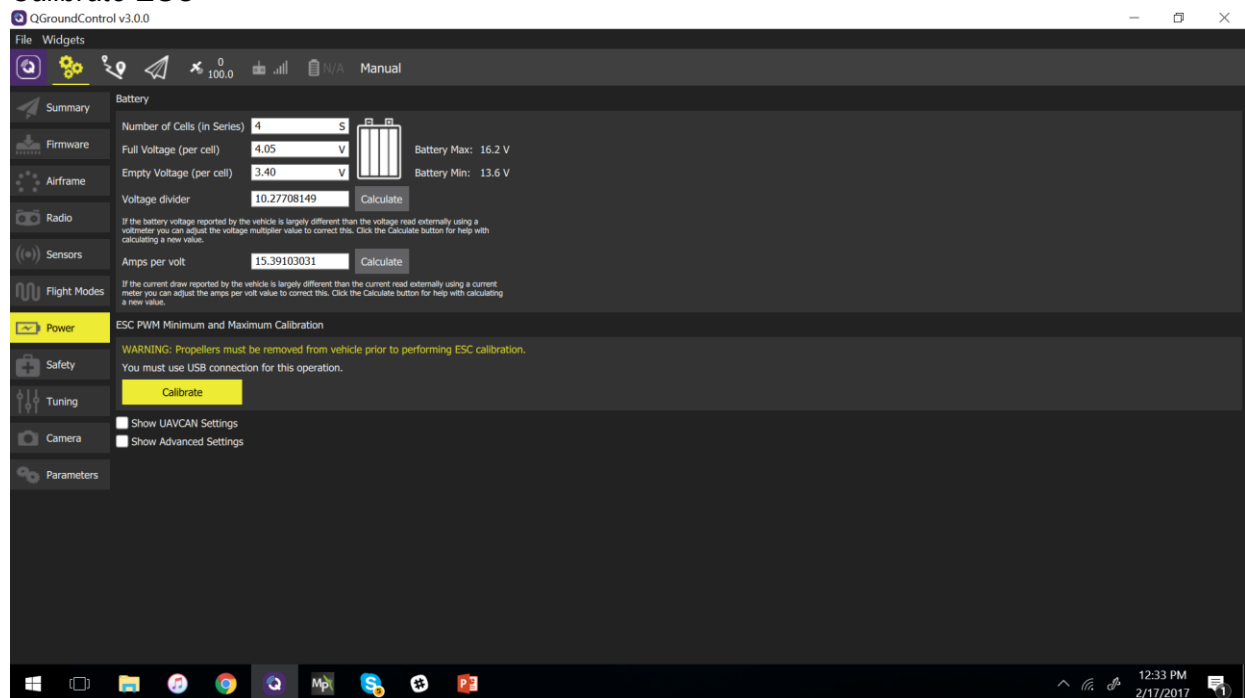 Calibrate ESC
QGroundControl v3.0.0
File Widgets
0
100.0
N/A
Manual
Summary
Firmware
Airframe
Radio
Sensors
Flight Modes
Power
Safety
Tuning
Camera
Parameters
Battery
Number of Cells (in Series) 4 S
Full Voltage (per cell) 4.05 V Battery Max: 16.2 V
Empty Voltage (per cell) 3.40 V Battery Min: 13.6 V
Voltage divider 10.27708149 Calculate
If the battery voltage reported by the vehicle is largely different than the voltage read externally using a
voltmeter you can adjust the voltage multiplier value to correct this. Click the Calculate button for help with
calculating a new value.
Amps per volt 15.39103031 Calculate
If the current draw reported by the vehicle is largely different than the current read externally using a current
meter you can adjust the amps per volt value to correct this. Click the Calculate button for help with calculating
a new value.
ESC PWM Minimum and Maximum Calibration
WARNING: Propellers must be removed from vehicle prior to performing ESC calibration.
You must use USB connection for this operation.
Calibrate
Show UAVCAN Settings
Show Advanced Settings
12:33 PM
2/17/2017